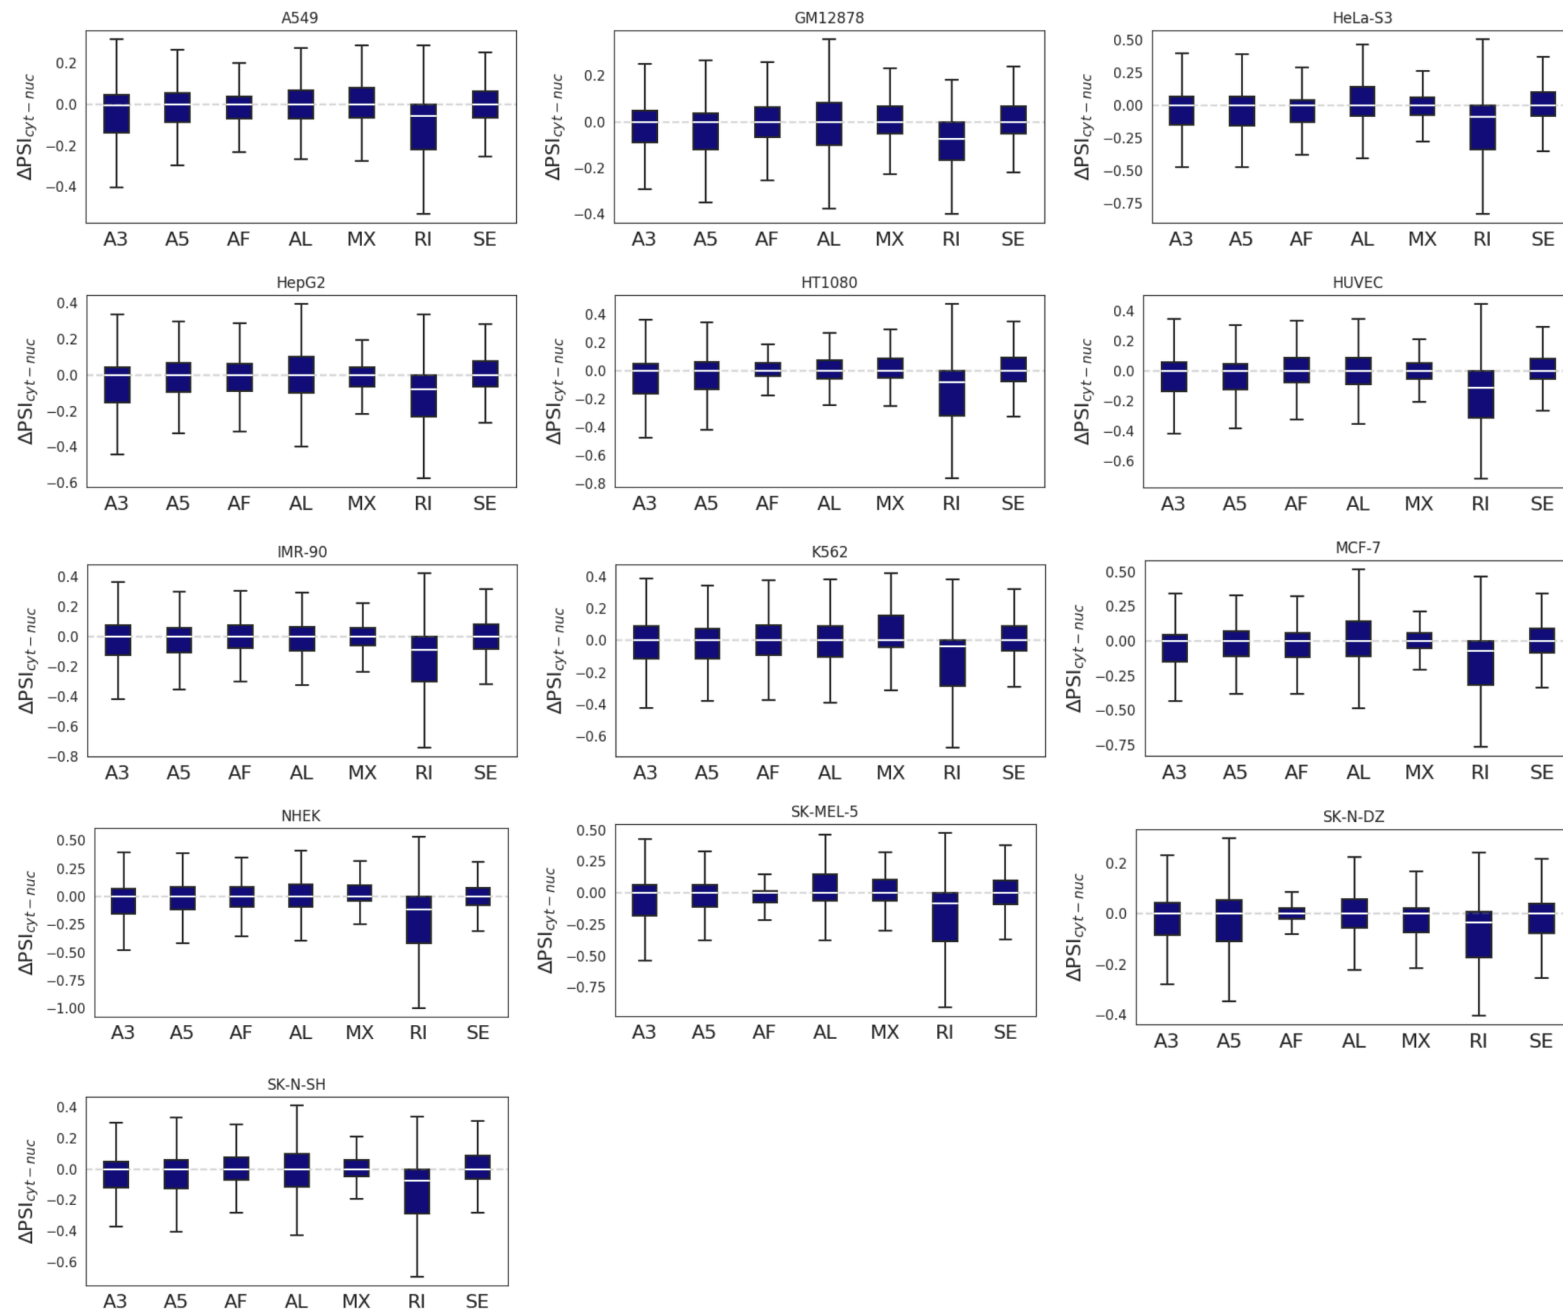 A549
ΔPSIcyt−nuc
0.2
0.0
−0.2
−0.4
A3 A5 AF AL MX RI SE
GM12878
ΔPSIcyt−nuc
0.2
0.0
−0.2
−0.4
A3 A5 AF AL MX RI SE
HeLa-S3
ΔPSIcyt−nuc
0.50
0.25
0.00
−0.25
−0.50
−0.75
A3 A5 AF AL MX RI SE
HepG2
ΔPSIcyt−nuc
0.4
0.2
0.0
−0.2
−0.4
−0.6
A3 A5 AF AL MX RI SE
HT1080
ΔPSIcyt−nuc
0.4
0.2
0.0
−0.2
−0.4
−0.6
−0.8
A3 A5 AF AL MX RI SE
HUVEC
ΔPSIcyt−nuc
0.4
0.2
0.0
−0.2
−0.4
−0.6
A3 A5 AF AL MX RI SE
IMR-90
ΔPSIcyt−nuc
0.4
0.2
0.0
−0.2
−0.4
−0.6
−0.8
A3 A5 AF AL MX RI SE
K562
ΔPSIcyt−nuc
0.4
0.2
0.0
−0.2
−0.4
−0.6
A3 A5 AF AL MX RI SE
MCF-7
ΔPSIcyt−nuc
0.50
0.25
0.00
−0.25
−0.50
−0.75
A3 A5 AF AL MX RI SE
NHEK
ΔPSIcyt−nuc
0.50
0.25
0.00
−0.25
−0.50
−0.75
−1.00
A3 A5 AF AL MX RI SE
SK-MEL-5
ΔPSIcyt−nuc
0.50
0.25
0.00
−0.25
−0.50
−0.75
A3 A5 AF AL MX RI SE
SK-N-DZ
ΔPSIcyt−nuc
0.2
0.0
−0.2
−0.4
A3 A5 AF AL MX RI SE
SK-N-SH
ΔPSIcyt−nuc
0.4
0.2
0.0
−0.2
−0.4
−0.6
A3 A5 AF AL MX RI SE